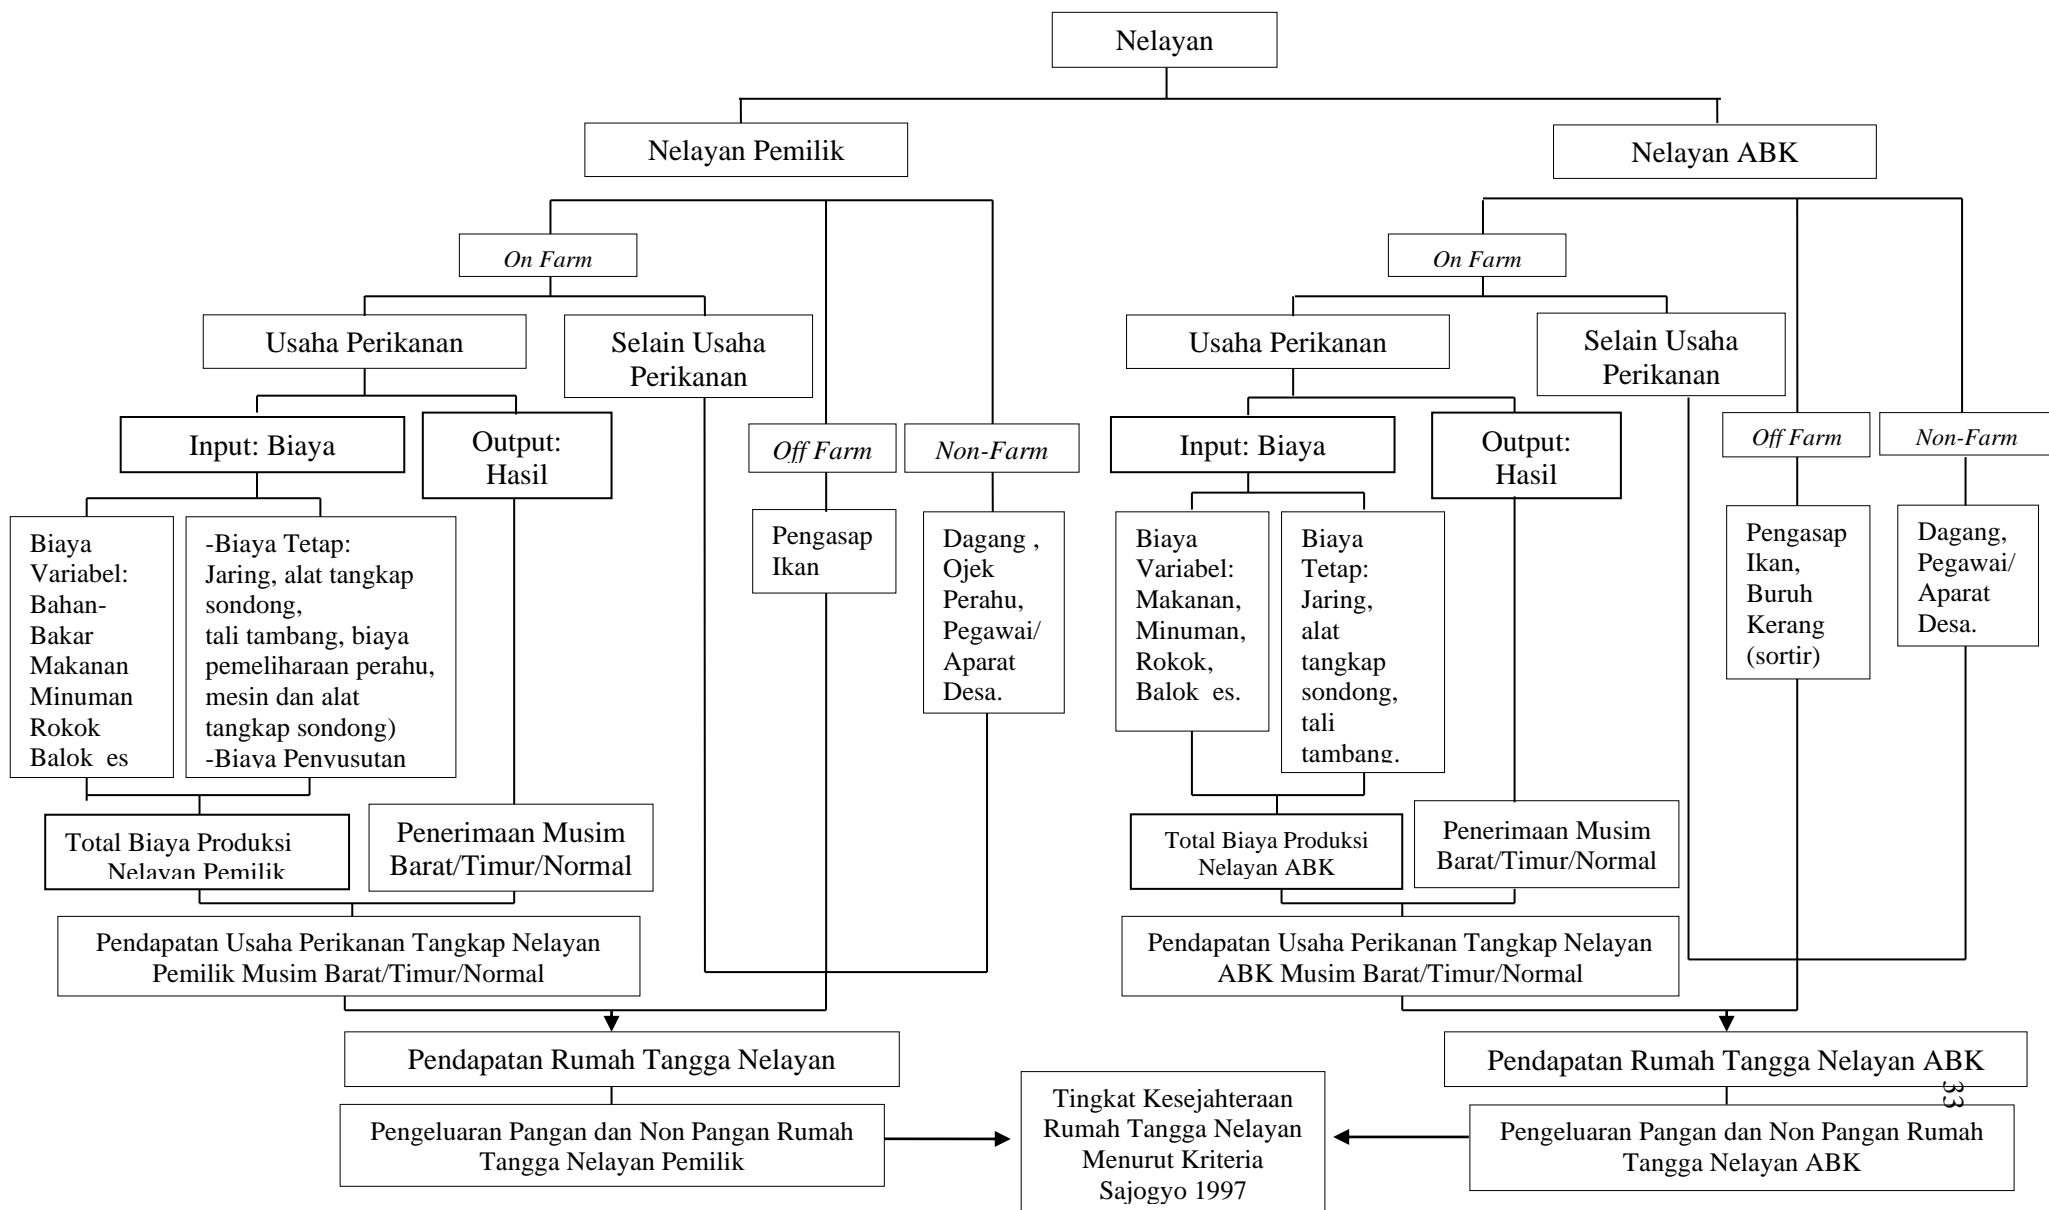 Nelayan
Nelayan Pemilik
Nelayan ABK
On Farm
On Farm
Usaha Perikanan
Selain Usaha
Perikanan
Usaha Perikanan
Selain Usaha
Perikanan
Input: Biaya
Output:
Hasil
Off Farm
Non-Farm
Input: Biaya
Output:
Hasil
Off Farm
Non-Farm
Biaya
Variabel:
Bahan-
Bakar
Makanan
Minuman
Rokok
Balok es
-Biaya Tetap:
Jaring, alat tangkap
sondong,
tali tambang, biaya
pemeliharaan perahu,
mesin dan alat
tangkap sondong)
-Biaya Penyusutan
Pengasap
Ikan
Dagang ,
Ojek
Perahu,
Pegawai/
Aparat
Desa.
Biaya
Variabel:
Makanan,
Minuman,
Rokok,
Balok es.
Biaya
Tetap:
Jaring,
alat
tangkap
sondong,
tali
tambang.
Pengasap
Ikan,
Buruh
Kerang
(sortir)
Dagang,
Pegawai/
Aparat
Desa.
Total Biaya Produksi
Nelayan Pemilik
Penerimaan Musim
Barat/Timur/Normal
Total Biaya Produksi
Nelayan ABK
Penerimaan Musim
Barat/Timur/Normal
Pendapatan Usaha Perikanan Tangkap Nelayan
Pemilik Musim Barat/Timur/Normal
Pendapatan Usaha Perikanan Tangkap Nelayan
ABK Musim Barat/Timur/Normal
Pendapatan Rumah Tangga Nelayan
Pendapatan Rumah Tangga Nelayan ABK
33
Pengeluaran Pangan dan Non Pangan Rumah
Tangga Nelayan Pemilik
Tingkat Kesejahteraan
Rumah Tangga Nelayan
Menurut Kriteria
Sajogyo 1997
Pengeluaran Pangan dan Non Pangan Rumah
Tangga Nelayan ABK